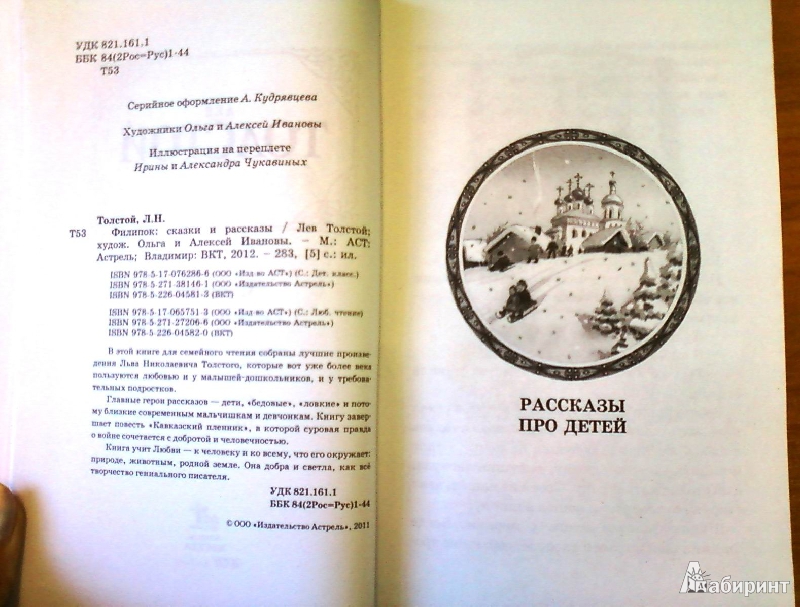 УДК 821.161.1
ББК 84(2Рос=Рус)1-44
Т53
Серийное оформление А. Кудрявцева
Художники Ольга и Алексей Ивановы
Иллюстрация на переплете
Ирины и Александра Чукавиных
Толстой, Л.Н.
Т53 Филипок: сказки и рассказы / Лев Толстой;
худож. Ольга и Алексей Ивановы. – М.: АСТ:
Астрель; Владимир: ВКТ, 2012. – 283, [5] с.: ил.
ISBN 978-5-17-076286-6 (ООО «Изд-во АСТ») (С.: Дет. класс.)
ISBN 978-5-271-38146-1 (ООО «Издательство Астрель»)
ISBN 978-5-226-04581-3 (ВКТ)
ISBN 978-5-17-065751-3 (ООО «Изд-во АСТ») (С.: Люб. чтение)
ISBN 978-5-271-27206-6 (ООО «Издательство Астрель»)
ISBN 978-5-226-04582-0 (ВКТ)
В этой книге для семейного чтения собраны лучшие произве-
дения Льва Николаевича Толстого, которые вот уже более века
пользуются любовью и у малышей-дошкольников, и у требова-
тельных подростков.
Главные герои рассказов – дети, «бедовые», «ловкие» и пото-
му близкие современным мальчишкам и девчонкам. Книгу завер-
шает повесть «Кавказский пленник», в которой суровая правда
о войне сочетается с добротой и человечностью.
Книга учит Любви – к человеку и ко всему, что его окружает:
природе, животным, родной земле. Она добра и светла, как всё
творчество гениального писателя.
УДК 821.161.1
ББК 84(2Рос=Рус)1-44
© ООО «Издательство Астрель», 2011
РАССКАЗЫ
ПРО ДЕТЕЙ
Лабиринт